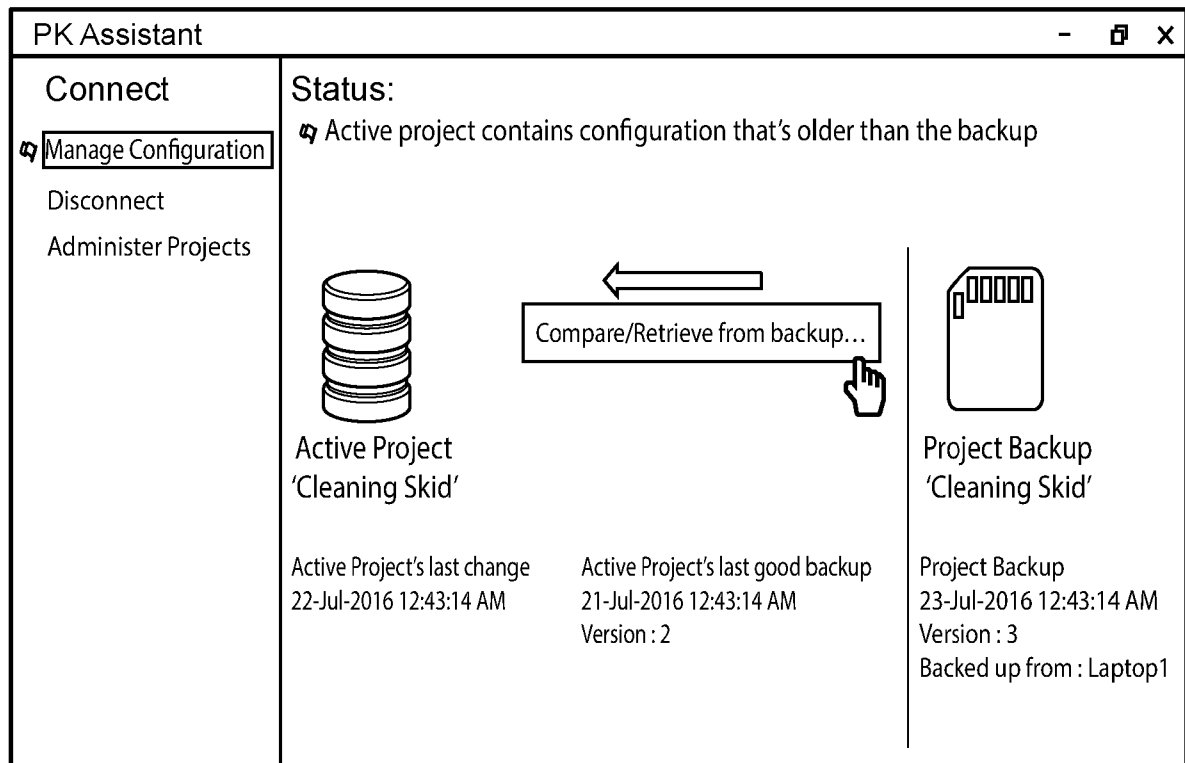 PK Assistant
Connect
Manage Configuration
Disconnect
Administer Projects
Status:
Active project contains configuration that's older than the backup
Compare/Retrieve from backup...
Active Project
‘Cleaning Skid’
Project Backup
‘Cleaning Skid’
Active Project’s last change
22-Jul-2016 12:43:14 AM
Active Project’s last good backup
21-Jul-2016 12:43:14 AM
Version : 2
Project Backup
23-Jul-2016 12:43:14 AM
Version : 3
Backed up from : Laptop1